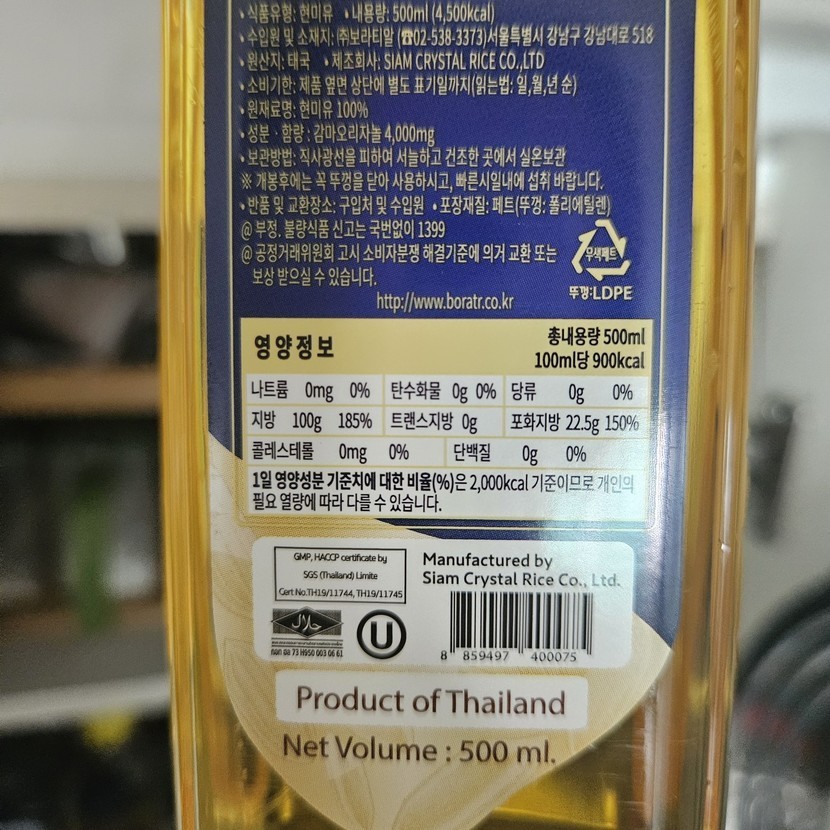 • 식품유형: 현미유 • 내용량: 500ml (4,500kcal)
• 수입원 및 소재지: ㈜보라티알 (☎02-538-3373)서울특별시 강남구 강남대로 518
• 원산지: 태국 • 제조회사: SIAM CRYSTAL RICE CO.,LTD
• 소비기한: 제품 옆면 상단에 별도 표기일까지(읽는법: 일,월,년 순)
• 원재료명: 현미유 100%
• 성분 · 함량 : 감마오리자놀 4,000mg
• 보관방법: 직사광선을 피하여 서늘하고 건조한 곳에서 실온보관
※ 개봉후에는 꼭 뚜껑을 닫아 사용하시고, 빠른시일내에 섭취 바랍니다.
• 반품 및 교환장소: 구입처 및 수입원 • 포장재질: 페트(뚜껑: 폴리에틸렌)
@ 부정, 불량식품 신고는 국번없이 1399
@ 공정거래위원회 고시 소비자분쟁 해결기준에 의거 교환 또는
보상 받으실 수 있습니다.
무색페트
뚜껑:LDPE
http://www.boratr.co.kr
영양정보
총내용량 500ml
100ml당 900kcal
나트륨 0mg 0% 탄수화물 0g 0% 당류 0g 0%
지방 100g 185% 트랜스지방 0g 포화지방 22.5g 150%
콜레스테롤 0mg 0% 단백질 0g 0%
1일 영양성분 기준치에 대한 비율(%)은 2,000kcal 기준이므로 개인의
필요 열량에 따라 다를 수 있습니다.
GMP, HACCP certificate by
SGS (Thailand) Limite
Cert No.TH19/11744, TH19/11745
Manufactured by
Siam Crystal Rice Co., Ltd.
حلال
กอท ฮล 73 H950 003 06 61
U
8 859497 400075
Product of Thailand
Net Volume : 500 ml.